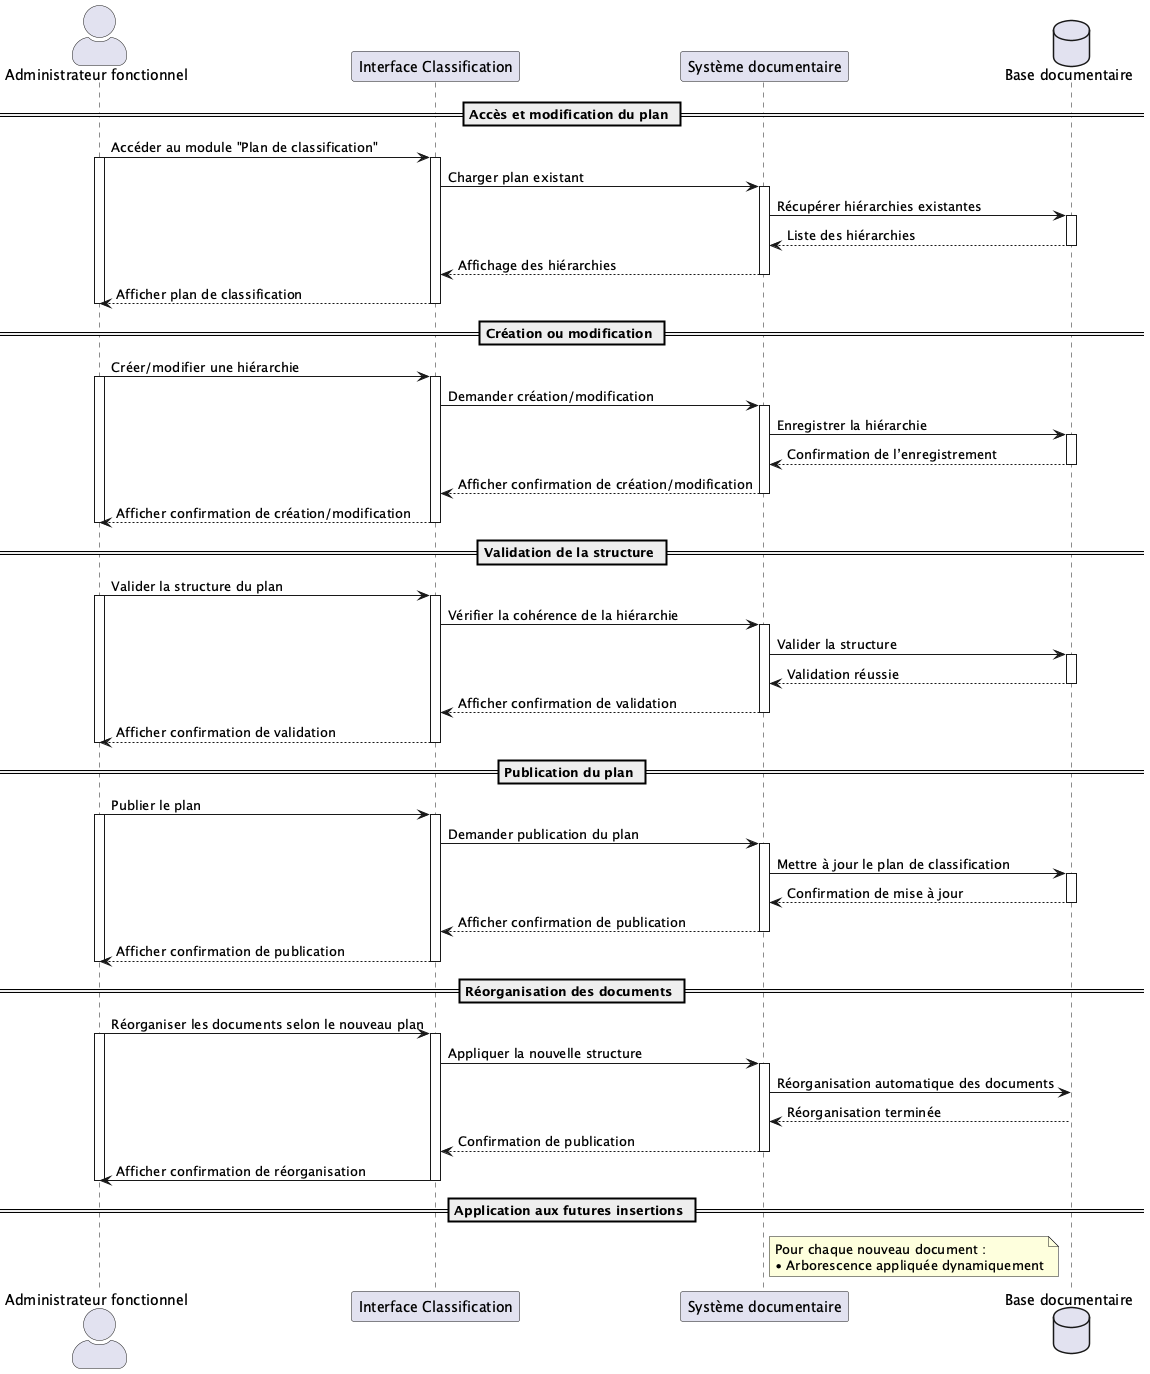 Administrateur fonctionnel
Interface Classification
Système documentaire
Base documentaire
Accès et modification du plan
Accéder au module "Plan de classification"
Charger plan existant
Récupérer hiérarchies existantes
Liste des hiérarchies
Affichage des hiérarchies
Afficher plan de classification
Création ou modification
Créer/modifier une hiérarchie
Demander création/modification
Enregistrer la hiérarchie
Confirmation de l’enregistrement
Afficher confirmation de création/modification
Afficher confirmation de création/modification
Validation de la structure
Valider la structure du plan
Vérifier la cohérence de la hiérarchie
Valider la structure
Validation réussie
Afficher confirmation de validation
Afficher confirmation de validation
Publication du plan
Publier le plan
Demander publication du plan
Mettre à jour le plan de classification
Confirmation de mise à jour
Afficher confirmation de publication
Afficher confirmation de publication
Réorganisation des documents
Réorganiser les documents selon le nouveau plan
Appliquer la nouvelle structure
Réorganisation automatique des documents
Réorganisation terminée
Confirmation de publication
Afficher confirmation de réorganisation
Application aux futures insertions
Pour chaque nouveau document :
• Arborescence appliquée dynamiquement
Administrateur fonctionnel
Interface Classification
Système documentaire
Base documentaire